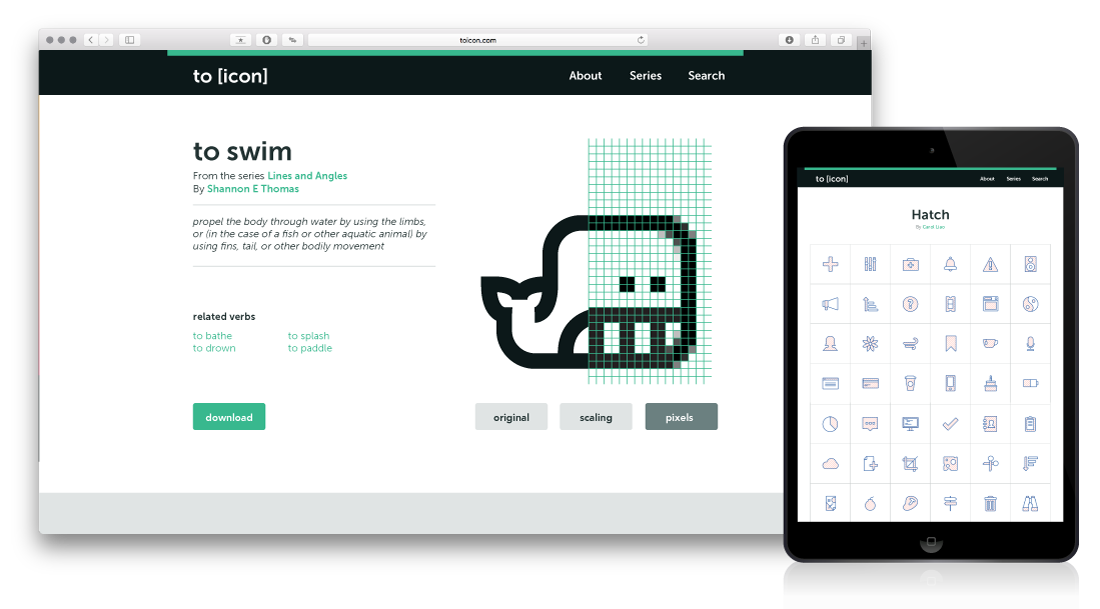 toicon.com
to [icon]
About Series Search
to swim
From the series Lines and Angles
By Shannon E Thomas
propel the body through water by using the limbs,
or (in the case of a fish or other aquatic animal) by
using fins, tail, or other bodily movement
related verbs
to bathe to splash
to drown to paddle
download
original scaling pixels
to [icon]
About Series Search
Hatch
By Carol Liao